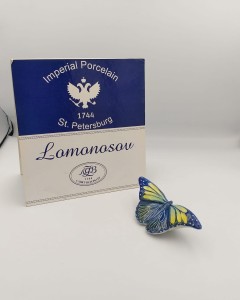 Imperial Porcelain
1744
St. Petersburg
Lomonosov